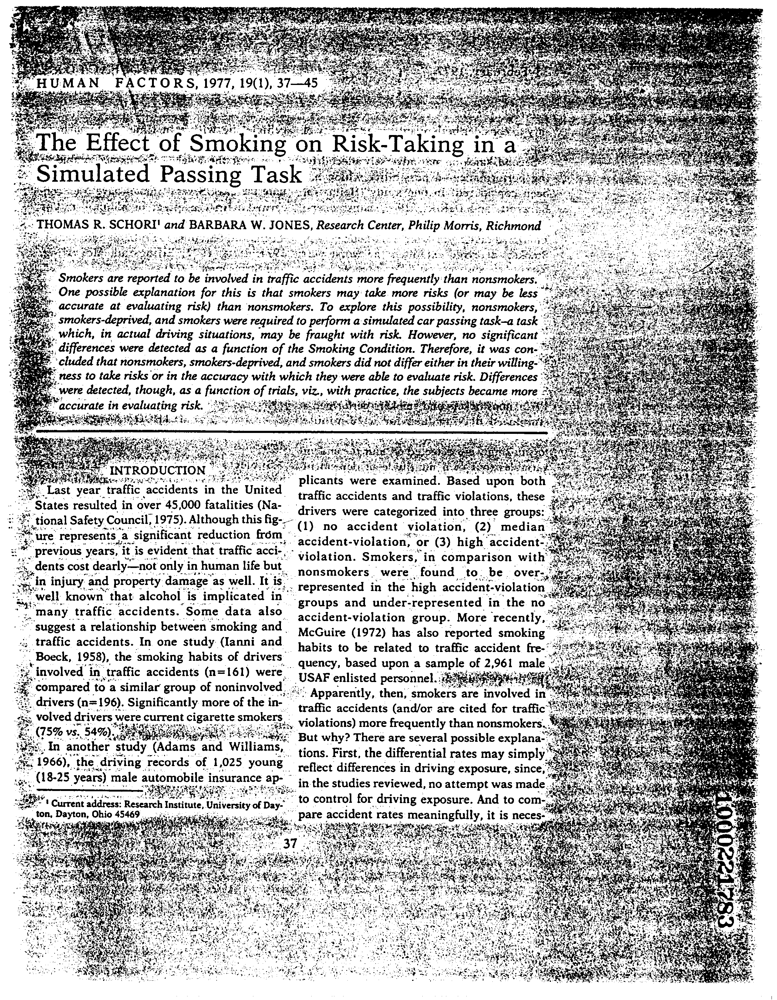 HUMAN FACTORS, 1977, 19(1), 37—45
The Effect of Smoking on Risk-Taking in a
Simulated Passing Task
THOMAS R. SCHORI¹ and BARBARA W. JONES, Research Center, Philip Morris, Richmond
Smokers are reported to be involved in traffic accidents more frequently than nonsmokers.
One possible explanation for this is that smokers may take more risks (or may be less
accurate at evaluating risk) than nonsmokers. To explore this possibility, nonsmokers,
smokers-deprived, and smokers were required to perform a simulated car passing task–a task
which, in actual driving situations, may be fraught with risk. However, no significant
differences were detected as a function of the Smoking Condition. Therefore, it was con-
cluded that nonsmokers, smokers-deprived, and smokers did not differ either in their willing-
ness to take risks or in the accuracy with which they were able to evaluate risk. Differences
were detected, though, as a function of trials, viz., with practice, the subjects became more
accurate in evaluating risk.
INTRODUCTION
Last year traffic accidents in the United
States resulted in over 45,000 fatalities (Na-
tional Safety Council, 1975). Although this fig-
ure represents a significant reduction from
previous years, it is evident that traffic acci-
dents cost dearly—not only in human life but
in injury and property damage as well. It is
well known that alcohol is implicated in
many traffic accidents. Some data also
suggest a relationship between smoking and
traffic accidents. In one study (Ianni and
Boeck, 1958), the smoking habits of drivers
involved in traffic accidents (n=161) were
compared to a similar group of noninvolved
drivers (n=196). Significantly more of the in-
volved drivers were current cigarette smokers
(75% vs. 54%).
In another study (Adams and Williams,
1966), the driving records of 1,025 young
(18-25 years) male automobile insurance ap-
¹ Current address: Research Institute, University of Day-
ton, Dayton, Ohio 45469
plicants were examined. Based upon both
traffic accidents and traffic violations, these
drivers were categorized into three groups:
(1) no accident violation, (2) median
accident-violation, or (3) high accident-
violation. Smokers, in comparison with
nonsmokers were found to be over-
represented in the high accident-violation
groups and under-represented in the no
accident-violation group. More recently,
McGuire (1972) has also reported smoking
habits to be related to traffic accident fre-
quency, based upon a sample of 2,961 male
USAF enlisted personnel.
Apparently, then, smokers are involved in
traffic accidents (and/or are cited for traffic
violations) more frequently than nonsmokers.
But why? There are several possible explana-
tions. First, the differential rates may simply
reflect differences in driving exposure, since,
in the studies reviewed, no attempt was made
to control for driving exposure. And to com-
pare accident rates meaningfully, it is neces-
37
1000221783